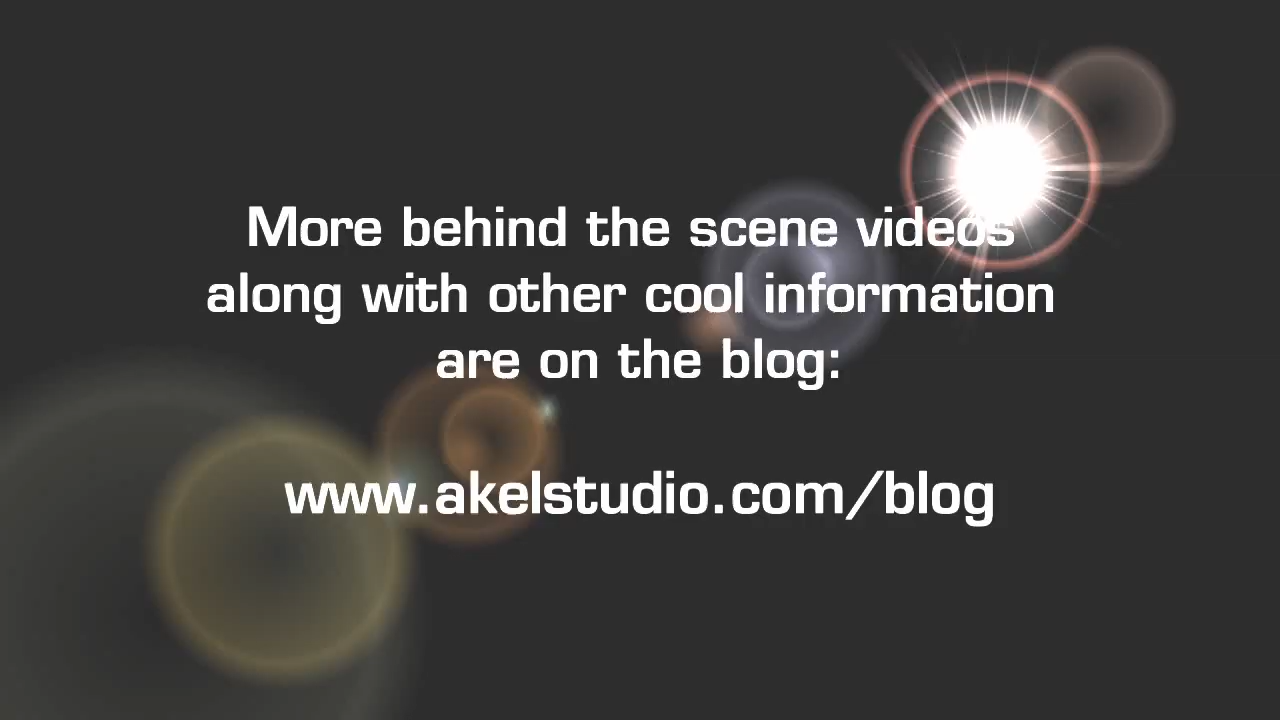 More behind the scene videos
along with other cool information
are on the blog:
www.akelstudio.com/blog